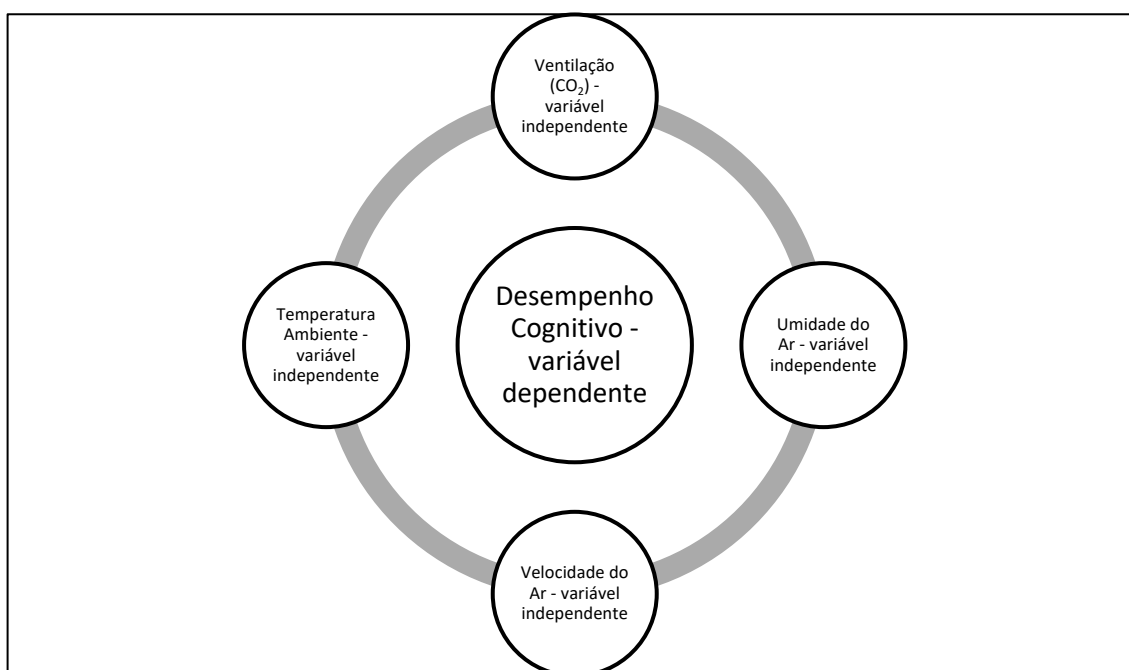 Ventilação
(CO₂) -
variável
independente
Temperatura
Ambiente -
variável
independente
Desempenho
Cognitivo -
variável
dependente
Umidade do
Ar - variável
independente
Velocidade do
Ar - variável
independente